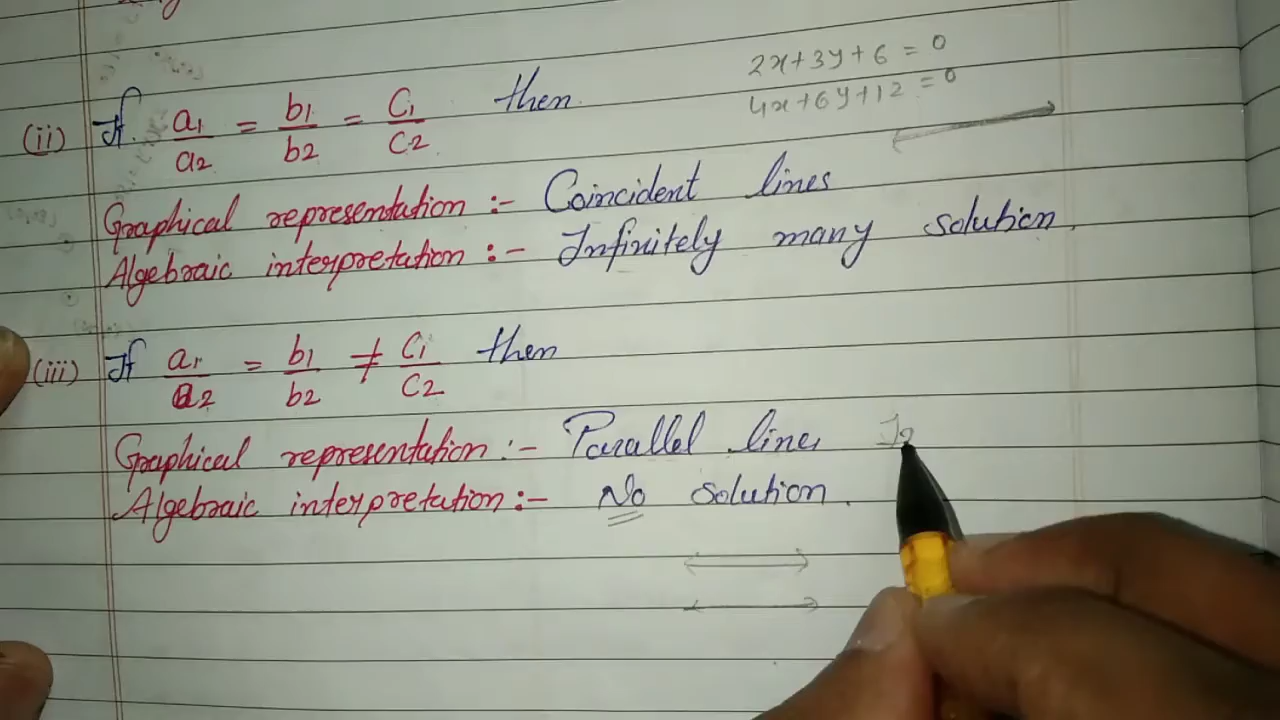 2x+3y+6 = 0
4x+6y+12 = 0
(ii) If a1/a2 = b1/b2 = C1/C2 then
Graphical representation :- Coincident lines
Algebraic interpretation :- Infinitely many solution.
(iii) If a1/a2 = b1/b2 ≠ C1/C2 then
Graphical representation :- Parallel lines
Algebraic interpretation :- No solution.